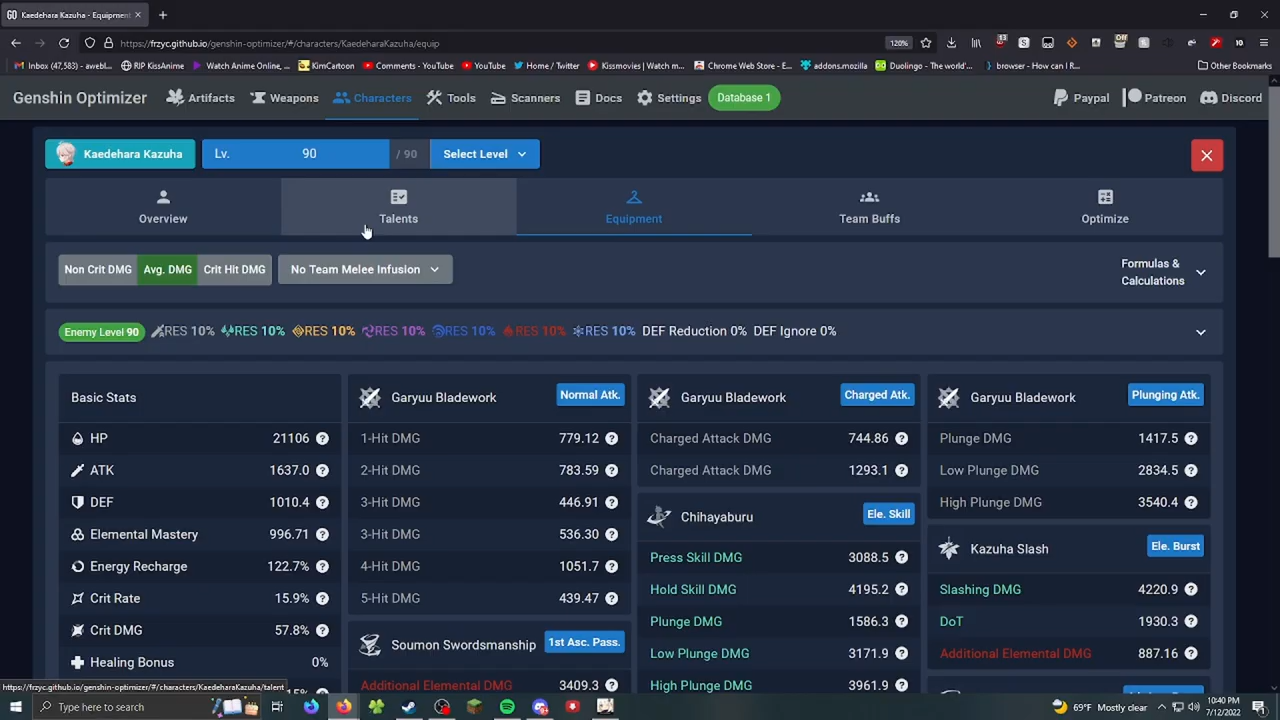 GO Kaedehara Kazuha - Equipment
https://frzyc.github.io/genshin-optimizer/#/characters/KaedeharaKazuha/equip
120%
13
Off
10
Inbox (47,583) - awebl...
RIP KissAnime
Watch Anime Online, ...
KimCartoon
Comments - YouTube
YouTube
Home / Twitter
Kissmovies | Watch m...
Chrome Web Store - E...
addons.mozilla
Duolingo - The world'...
browser - How can I R...
Other Bookmarks
Genshin Optimizer
Artifacts
Weapons
Characters
Tools
Scanners
Docs
Settings
Database 1
Paypal
Patreon
Discord
Kaedehara Kazuha
Lv. 90 / 90
Select Level
Overview
Talents
Equipment
Team Buffs
Optimize
Non Crit DMG
Avg. DMG
Crit Hit DMG
No Team Melee Infusion
Formulas &
Calculations
Enemy Level 90 RES 10% RES 10% RES 10% RES 10% RES 10% RES 10% RES 10% DEF Reduction 0% DEF Ignore 0%
Basic Stats
HP 21106
ATK 1637.0
DEF 1010.4
Elemental Mastery 996.71
Energy Recharge 122.7%
Crit Rate 15.9%
Crit DMG 57.8%
Healing Bonus 0%
Garyuu Bladework Normal Atk.
1-Hit DMG 779.12
2-Hit DMG 783.59
3-Hit DMG 446.91
3-Hit DMG 536.30
4-Hit DMG 1051.7
5-Hit DMG 439.47
Soumon Swordsmanship 1st Asc. Pass.
Additional Elemental DMG 3409.3
Garyuu Bladework Charged Atk.
Charged Attack DMG 744.86
Charged Attack DMG 1293.1
Chihayaburu Ele. Skill
Press Skill DMG 3088.5
Hold Skill DMG 4195.2
Plunge DMG 1586.3
Low Plunge DMG 3171.9
High Plunge DMG 3961.9
Garyuu Bladework Plunging Atk.
Plunge DMG 1417.5
Low Plunge DMG 2834.5
High Plunge DMG 3540.4
Kazuha Slash Ele. Burst
Slashing DMG 4220.9
DoT 1930.3
Additional Elemental DMG 887.16
https://frzyc.github.io/genshin-optimizer/#/characters/KaedeharaKazuha/talent
Type here to search
69°F Mostly clear
10:40 PM
7/12/2022